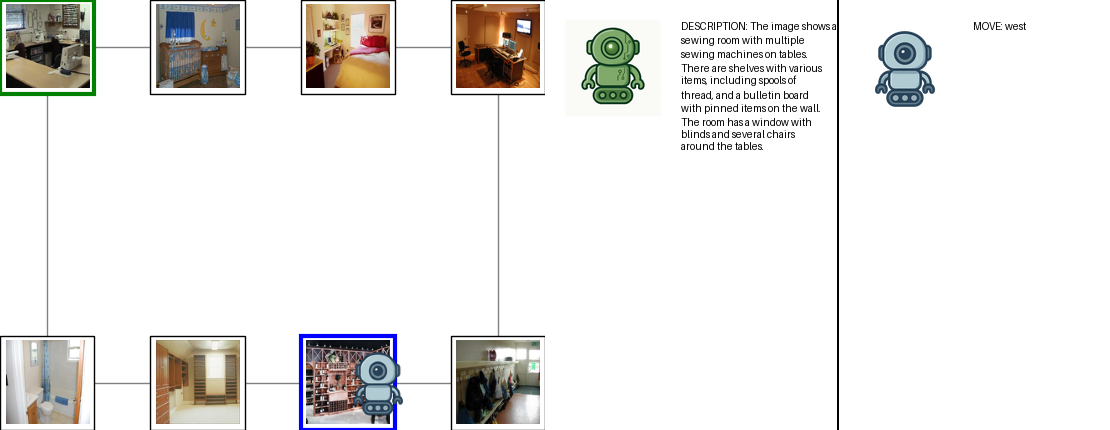 DESCRIPTION: The image shows a
sewing room with multiple
sewing machines on tables.
There are shelves with various
items, including spools of
thread, and a bulletin board
with pinned items on the wall.
The room has a window with
blinds and several chairs
around the tables.
MOVE: west